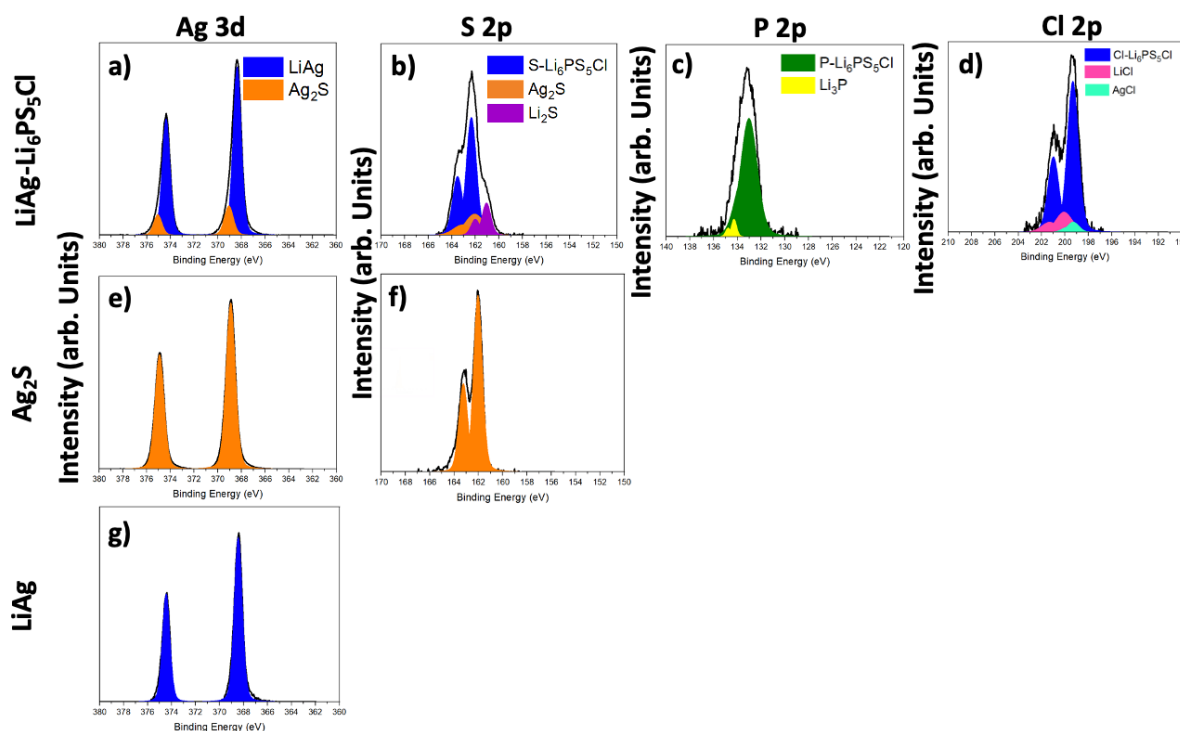 Ag 3d
S 2p
P 2p
Cl 2p
LiAg-Li₆PS₅Cl
Intensity (arb. Units)
a)
LiAg
Ag₂S
380 378 376 374 372 370 368 366 364 362 360
Binding Energy (eV)
Intensity (arb. Units)
b)
S-Li₆PS₅Cl
Ag₂S
Li₂S
170 168 166 164 162 160 158 156 154 152 150
Binding Energy (eV)
Intensity (arb. Units)
c)
P-Li₆PS₅Cl
Li₃P
140 138 136 134 132 130 128 126 124 122 120
Binding Energy (eV)
Intensity (arb. Units)
d)
Cl-Li₆PS₅Cl
LiCl
AgCl
210 208 206 204 202 200 198 196 194 192
Binding Energy (eV)
Ag₂S
e)
380 378 376 374 372 370 368 366 364 362 360
Binding Energy (eV)
f)
170 168 166 164 162 160 158 156 154 152 150
Binding Energy (eV)
LiAg
g)
380 378 376 374 372 370 368 366 364 362 360
Binding Energy (eV)